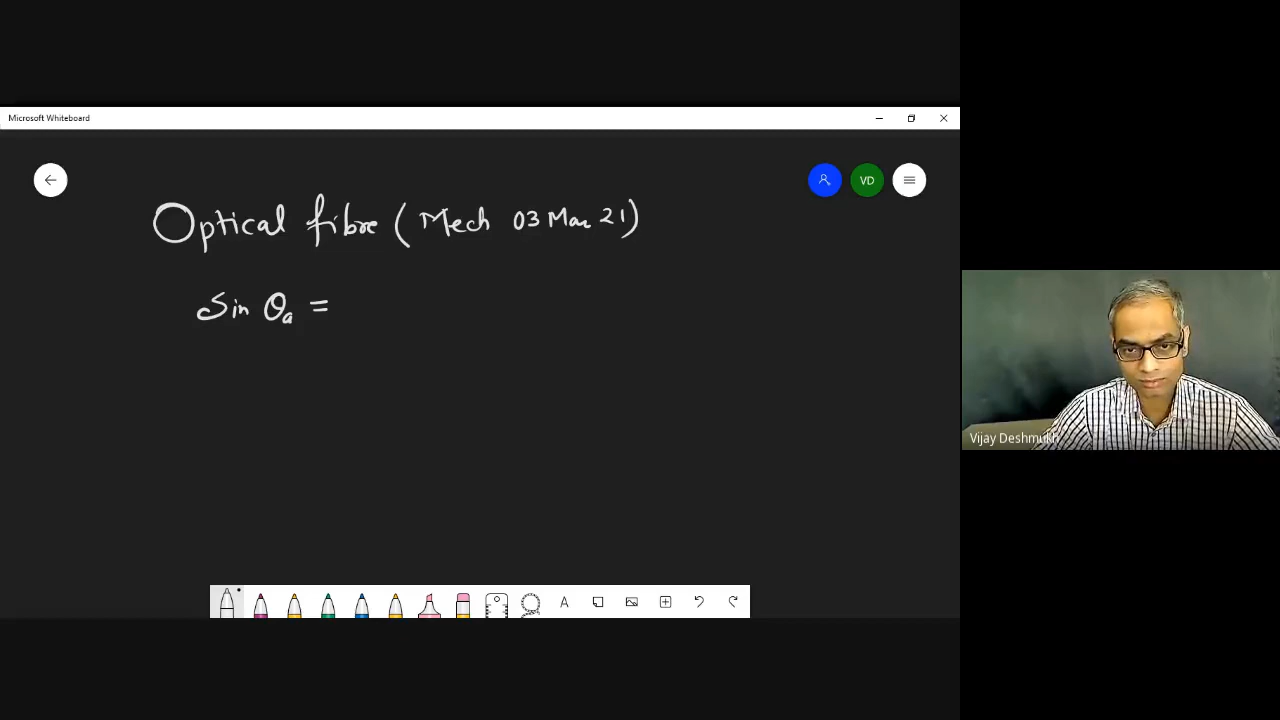 Microsoft Whiteboard
VD
Optical fibre (Mech 03 Mar 21)
Sin θₐ =
A
Vijay Deshmukh